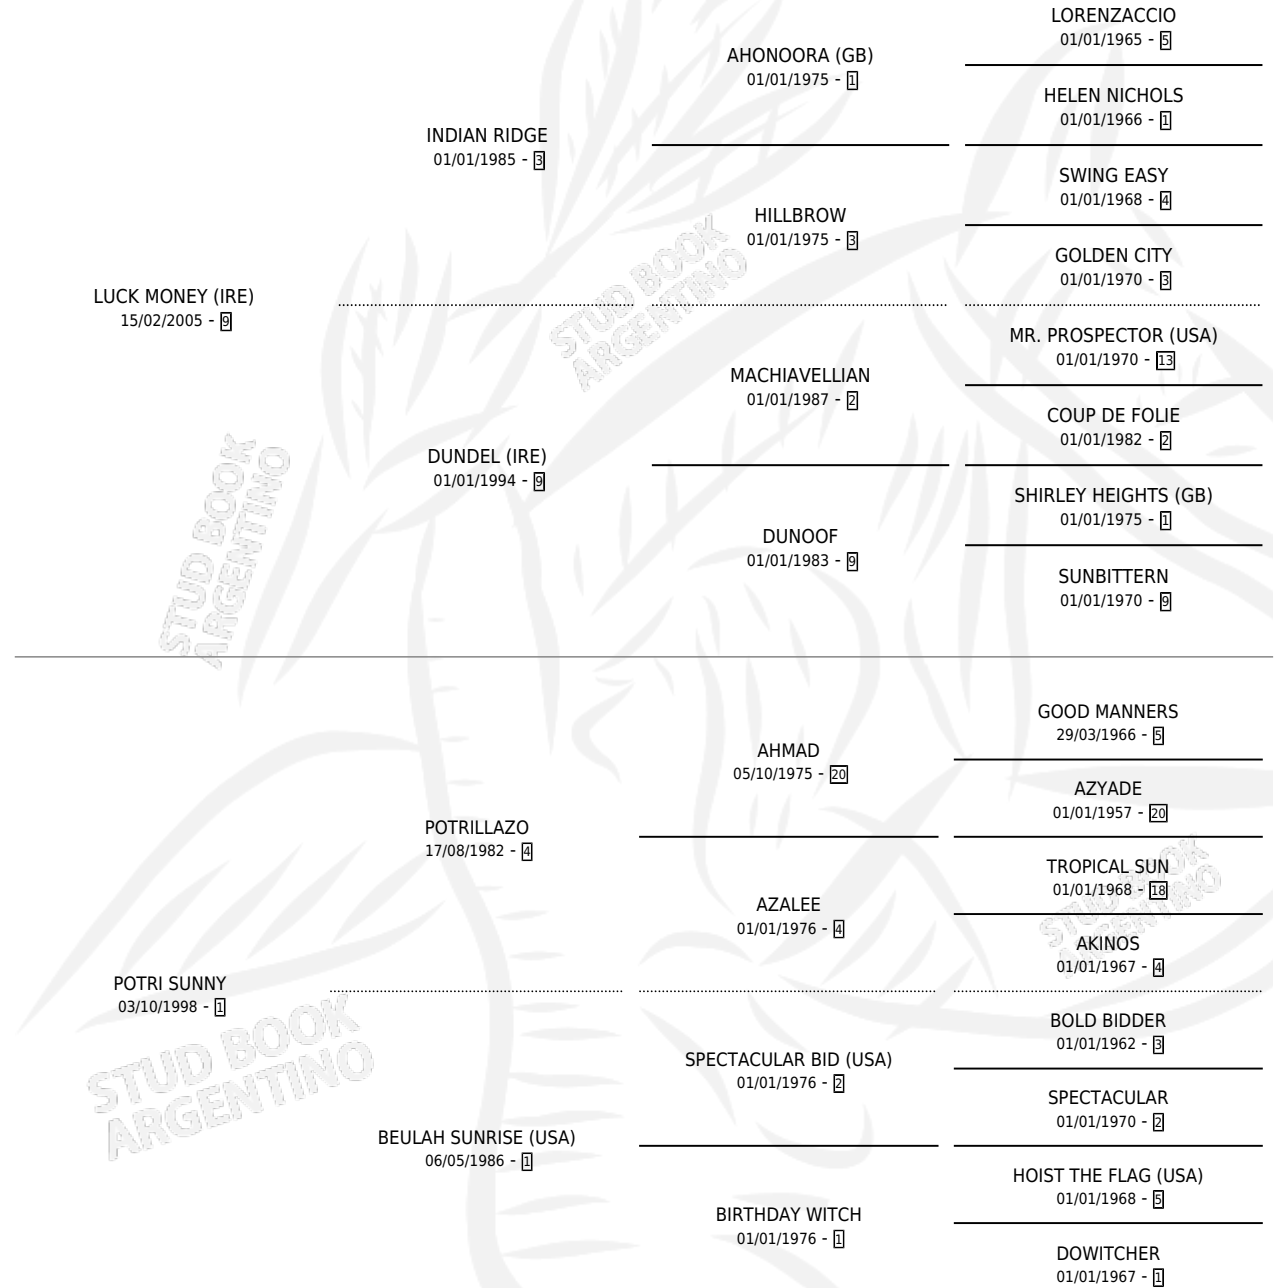 LORENZACCIO
01/01/1965 - 5
AHONOORA (GB)
01/01/1975 - 1
HELEN NICHOLS
01/01/1966 - 1
INDIAN RIDGE
01/01/1985 - 3
SWING EASY
01/01/1968 - 4
HILLBROW
01/01/1975 - 3
GOLDEN CITY
01/01/1970 - 3
LUCK MONEY (IRE)
15/02/2005 - 9
MR. PROSPECTOR (USA)
01/01/1970 - 13
MACHIAVELLIAN
01/01/1987 - 2
COUP DE FOLIE
01/01/1982 - 2
DUNDEL (IRE)
01/01/1994 - 9
SHIRLEY HEIGHTS (GB)
01/01/1975 - 1
DUNOOF
01/01/1983 - 9
SUNBITTERN
01/01/1970 - 9
GOOD MANNERS
29/03/1966 - 5
AHMAD
05/10/1975 - 20
AZYADE
01/01/1957 - 20
POTRILLAZO
17/08/1982 - 4
TROPICAL SUN
01/01/1968 - 18
AZALEE
01/01/1976 - 4
AKINOS
01/01/1967 - 4
POTRI SUNNY
03/10/1998 - 1
BOLD BIDDER
01/01/1962 - 3
SPECTACULAR BID (USA)
01/01/1976 - 2
SPECTACULAR
01/01/1970 - 2
BEULAH SUNRISE (USA)
06/05/1986 - 1
HOIST THE FLAG (USA)
01/01/1968 - 5
BIRTHDAY WITCH
01/01/1976 - 1
DOWITCHER
01/01/1967 - 1
STUD BOOK
ARGENTINO
STUD BOOK
ARGENTINO
STUD BOOK
ARGENTINO
STUD BOOK
ARGENTINO